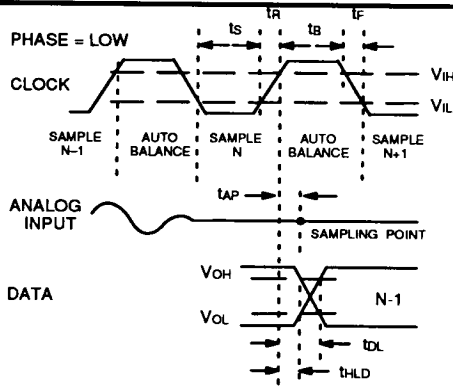 tR tF
tS tB
PHASE = LOW
VIH
CLOCK
VIL
SAMPLE N–1
AUTO BALANCE
SAMPLE N
AUTO BALANCE
SAMPLE N+1
tAP
ANALOG INPUT
SAMPLING POINT
VOH
DATA
N-1
VOL
tDL
tHLD